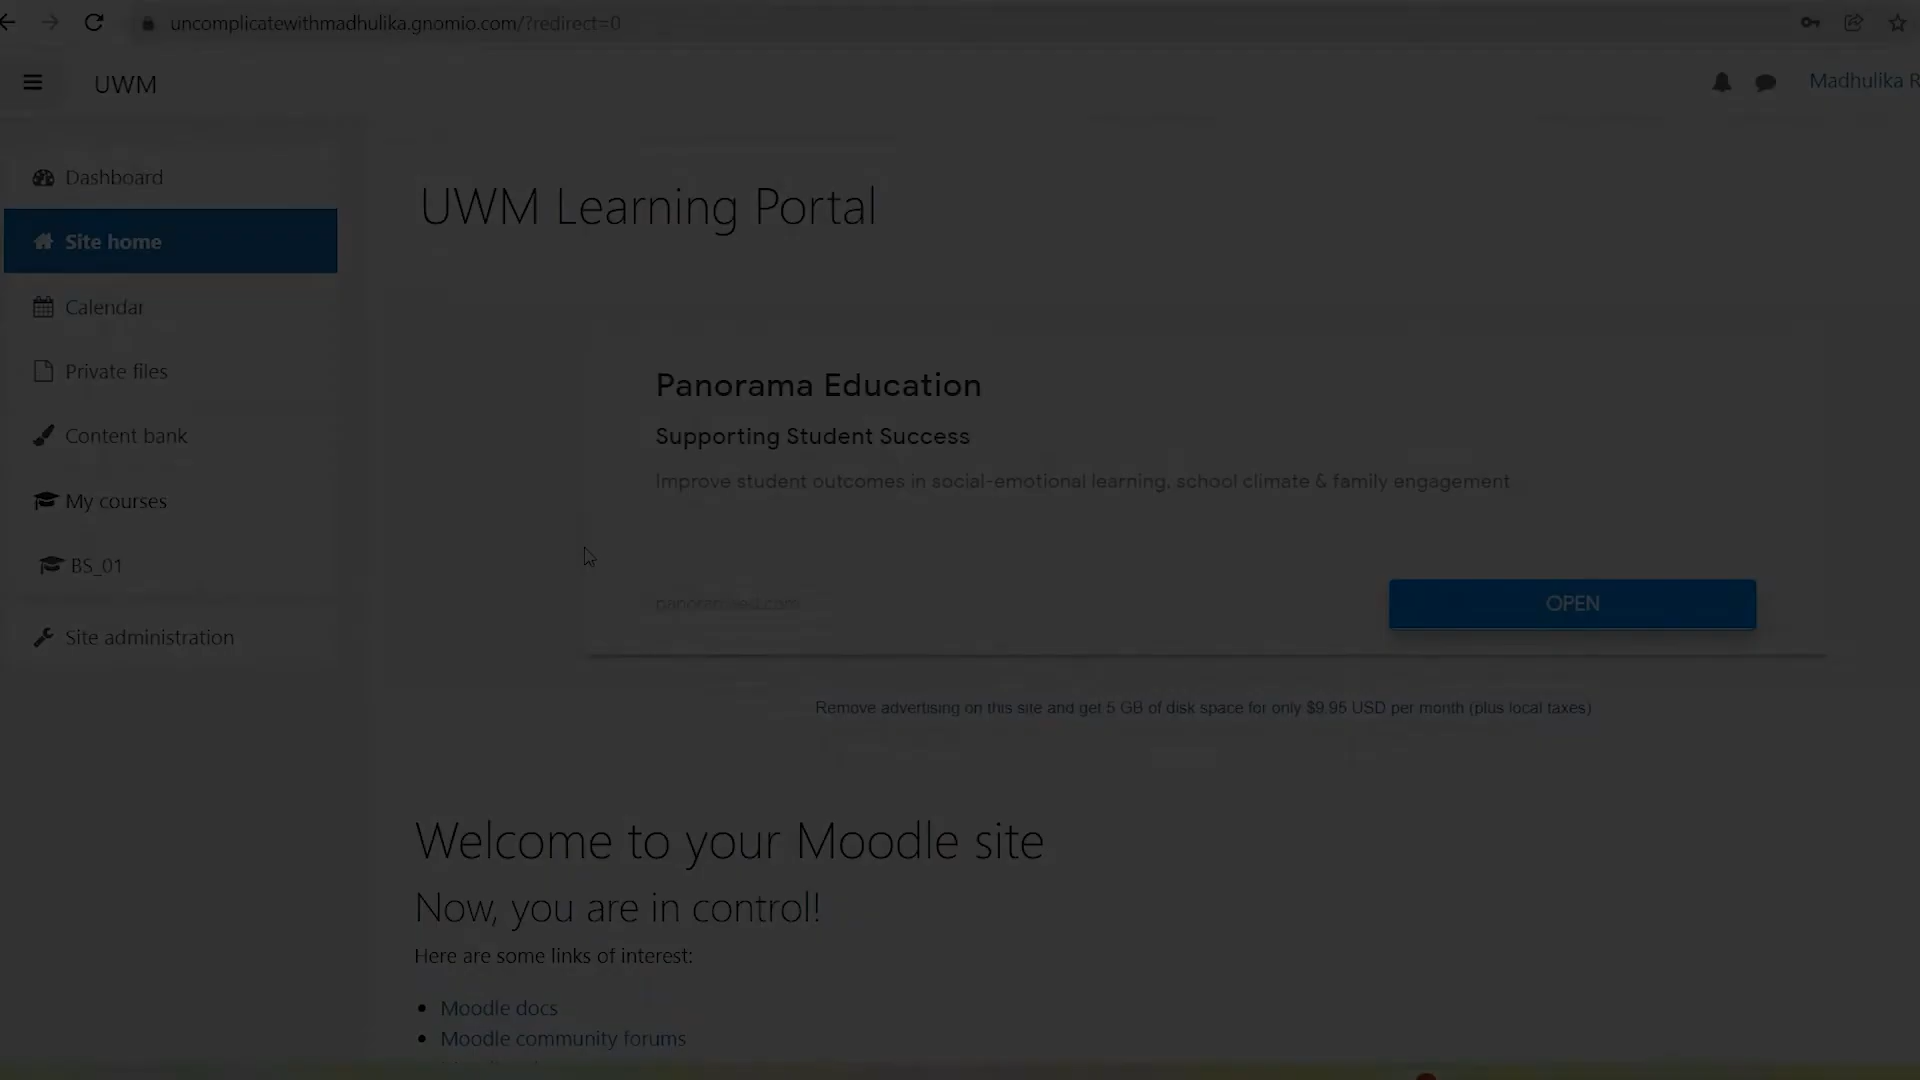 uncomplicatewithmadhulika.gnomio.com/?redirect=0
UWM
Madhulika R
Dashboard
Site home
Calendar
Private files
Content bank
My courses
BS_01
Site administration
UWM Learning Portal
Panorama Education
Supporting Student Success
Improve student outcomes in social-emotional learning, school climate & family engagement
panoramaed.com
OPEN
Remove advertising on this site and get 5 GB of disk space for only $9.95 USD per month (plus local taxes)
Welcome to your Moodle site
Now, you are in control!
Here are some links of interest:
Moodle docs
Moodle community forums